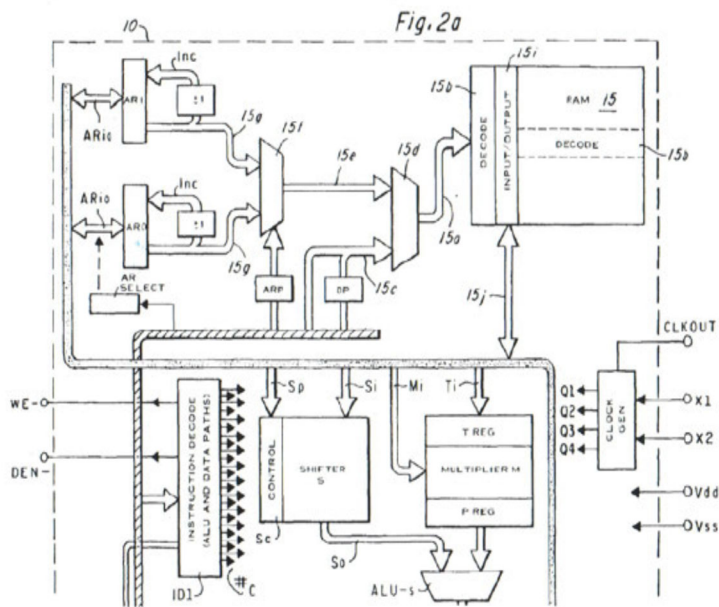 Fig. 2a
10
Inc
AR1
ARio
±1
15g
15f
15e
15d
15b
15i
DECODE
INPUT/OUTPUT
RAM 15
DECODE
15b
Inc
ARio
AR0
±1
15g
15a
15c
ARP
DP
AR SELECT
15j
CLKOUT
WE-
DEN-
INSTRUCTION DECODE
(ALU AND DATA PATHS)
Sp
Si
Mi
Ti
CONTROL
SHIFTER
S
T REG
MULTIPLIER M
P REG
Q1
Q2
Q3
Q4
CLOCK
GEN
X1
X2
Vdd
Vss
Sc
So
ID1
#C
ALU-s